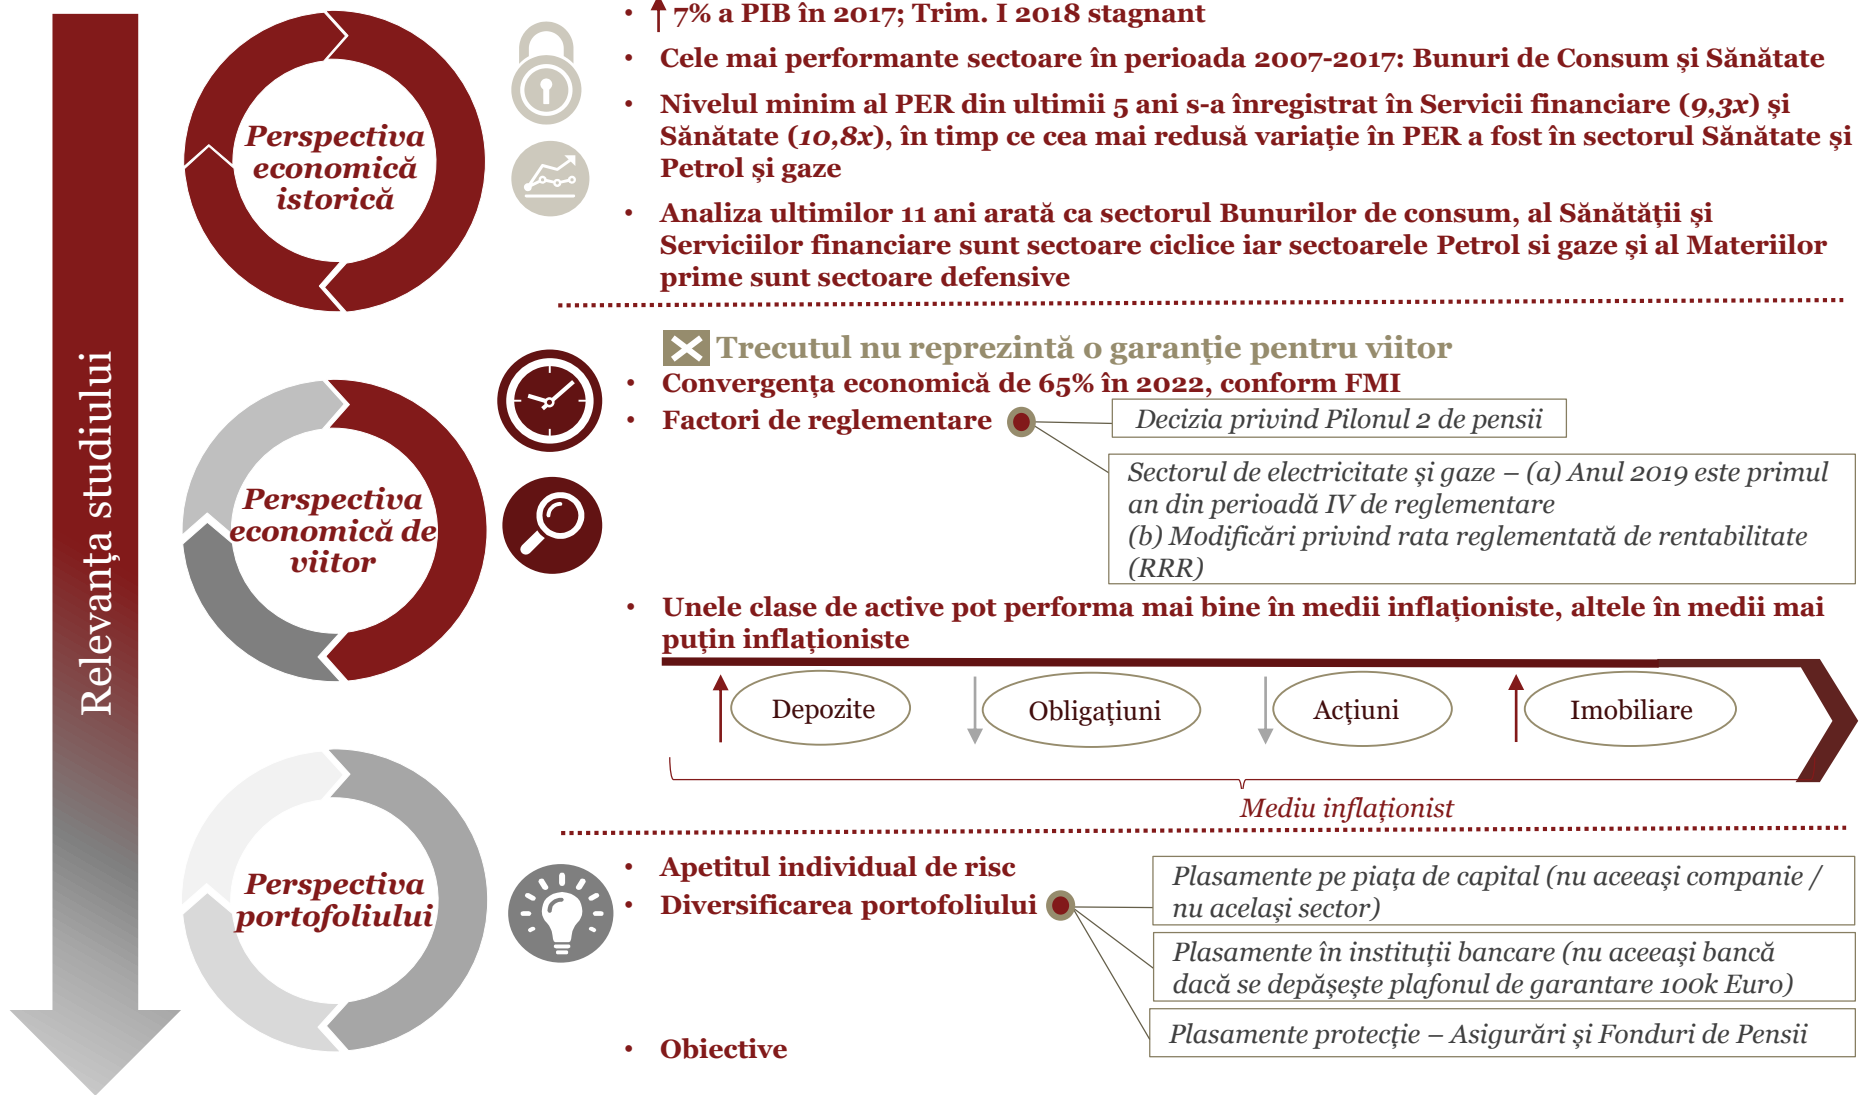 Relevanța studiului
Perspectiva
economică
istorică
• 7% a PIB în 2017; Trim. I 2018 stagnant
• Cele mai performante sectoare în perioada 2007-2017: Bunuri de Consum și Sănătate
• Nivelul minim al PER din ultimii 5 ani s-a înregistrat în Servicii financiare (9,3x) și
Sănătate (10,8x), în timp ce cea mai redusă variație în PER a fost în sectorul Sănătate și
Petrol și gaze
• Analiza ultimilor 11 ani arată ca sectorul Bunurilor de consum, al Sănătății și
Serviciilor financiare sunt sectoare ciclice iar sectoarele Petrol si gaze și al Materiilor
prime sunt sectoare defensive
Perspectiva
economică de
viitor
Trecutul nu reprezintă o garanție pentru viitor
• Convergența economică de 65% în 2022, conform FMI
• Factori de reglementare
Decizia privind Pilonul 2 de pensii
Sectorul de electricitate și gaze – (a) Anul 2019 este primul
an din perioadă IV de reglementare
(b) Modificări privind rata reglementată de rentabilitate
(RRR)
• Unele clase de active pot performa mai bine în medii inflaționiste, altele în medii mai
puțin inflaționiste
Depozite
Obligațiuni
Acțiuni
Imobiliare
Mediu inflaționist
Perspectiva
portofoliului
• Apetitul individual de risc
• Diversificarea portofoliului
Plasamente pe piața de capital (nu aceeași companie /
nu același sector)
Plasamente în instituții bancare (nu aceeași bancă
dacă se depășește plafonul de garantare 100k Euro)
Plasamente protecție – Asigurări și Fonduri de Pensii
• Obiective